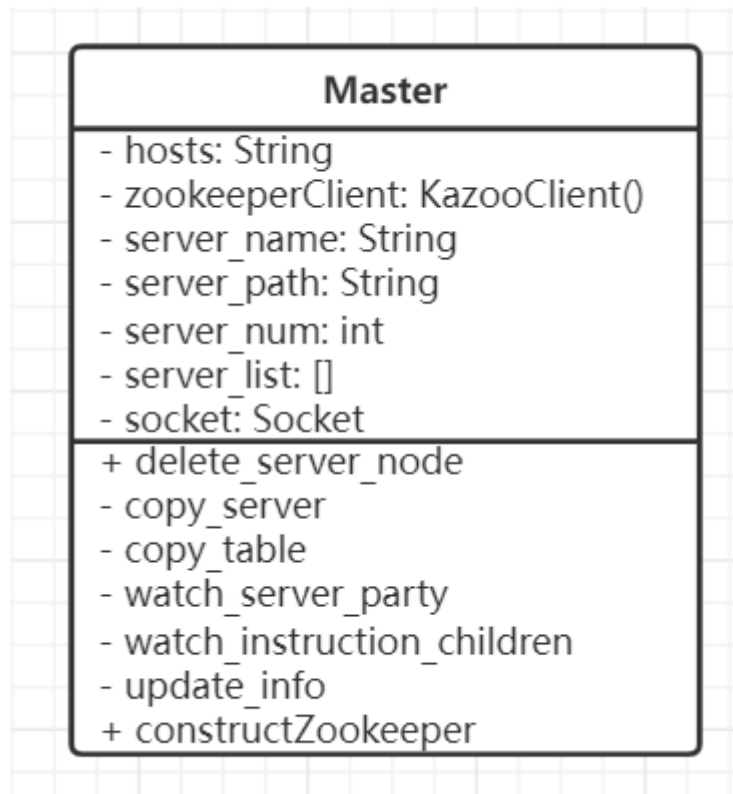 Master
- hosts: String
- zookeeperClient: KazooClient()
- server_name: String
- server_path: String
- server_num: int
- server_list: []
- socket: Socket
+ delete_server_node
- copy_server
- copy_table
- watch_server_party
- watch_instruction_children
- update_info
+ constructZookeeper